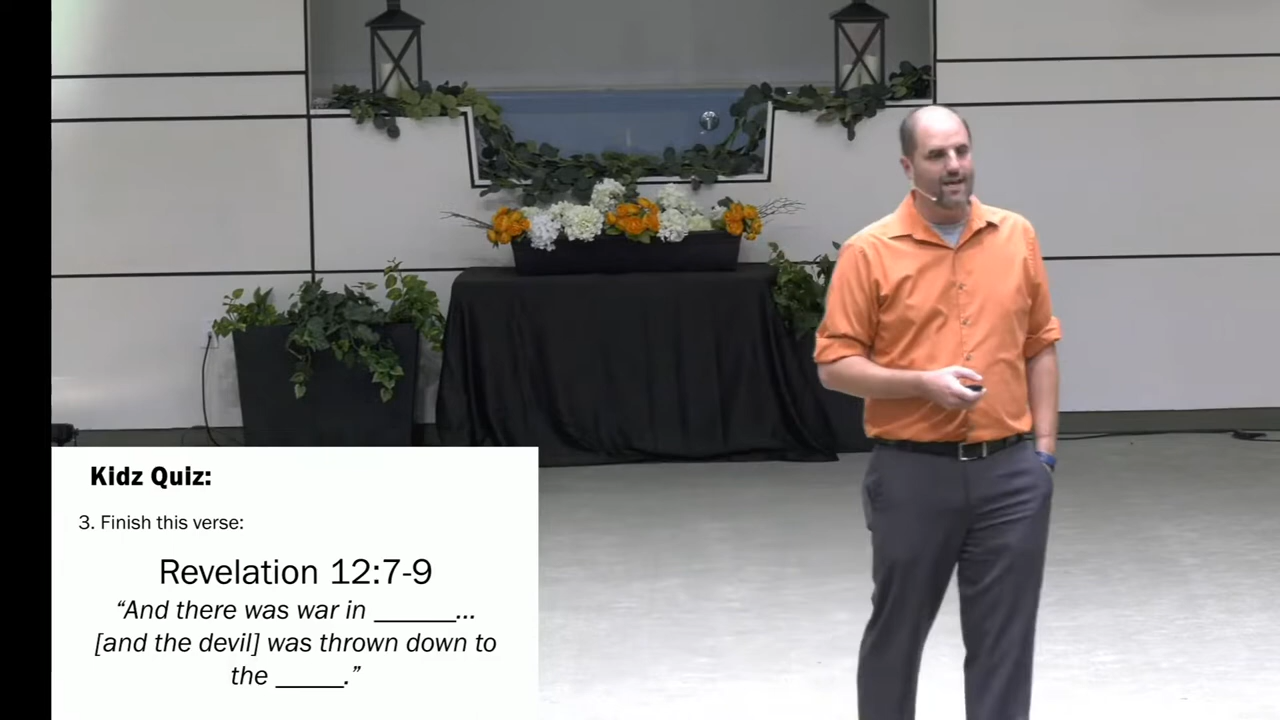 Kidz Quiz:
3. Finish this verse:
Revelation 12:7-9
“And there was war in ______...
[and the devil] was thrown down to
the _____.”